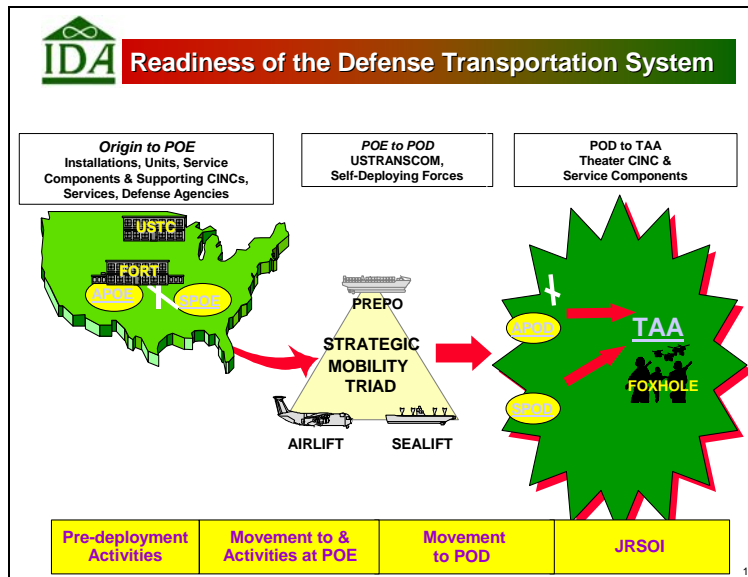 IDA
Readiness of the Defense Transportation System
Origin to POE
Installations, Units, Service
Components & Supporting CINCs,
Services, Defense Agencies
POE to POD
USTRANSCOM,
Self-Deploying Forces
POD to TAA
Theater CINC &
Service Components
USTC
FORT
APOE
SPOE
PREPO
STRATEGIC
MOBILITY
TRIAD
AIRLIFT
SEALIFT
APOD
SPOD
TAA
FOXHOLE
Pre-deployment
Activities
Movement to &
Activities at POE
Movement
to POD
JRSOI
1